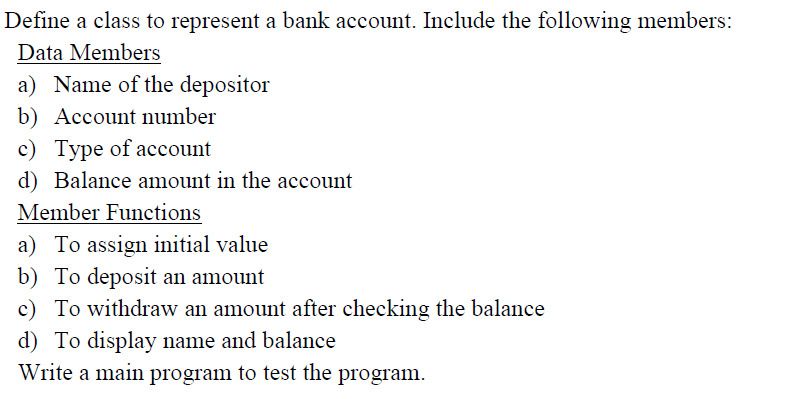 Define a class to represent a bank account. Include the following members:
Data Members
a) Name of the depositor
b) Account number
c) Type of account
d) Balance amount in the account
Member Functions
a) To assign initial value
b) To deposit an amount
c) To withdraw an amount after checking the balance
d) To display name and balance
Write a main program to test the program.